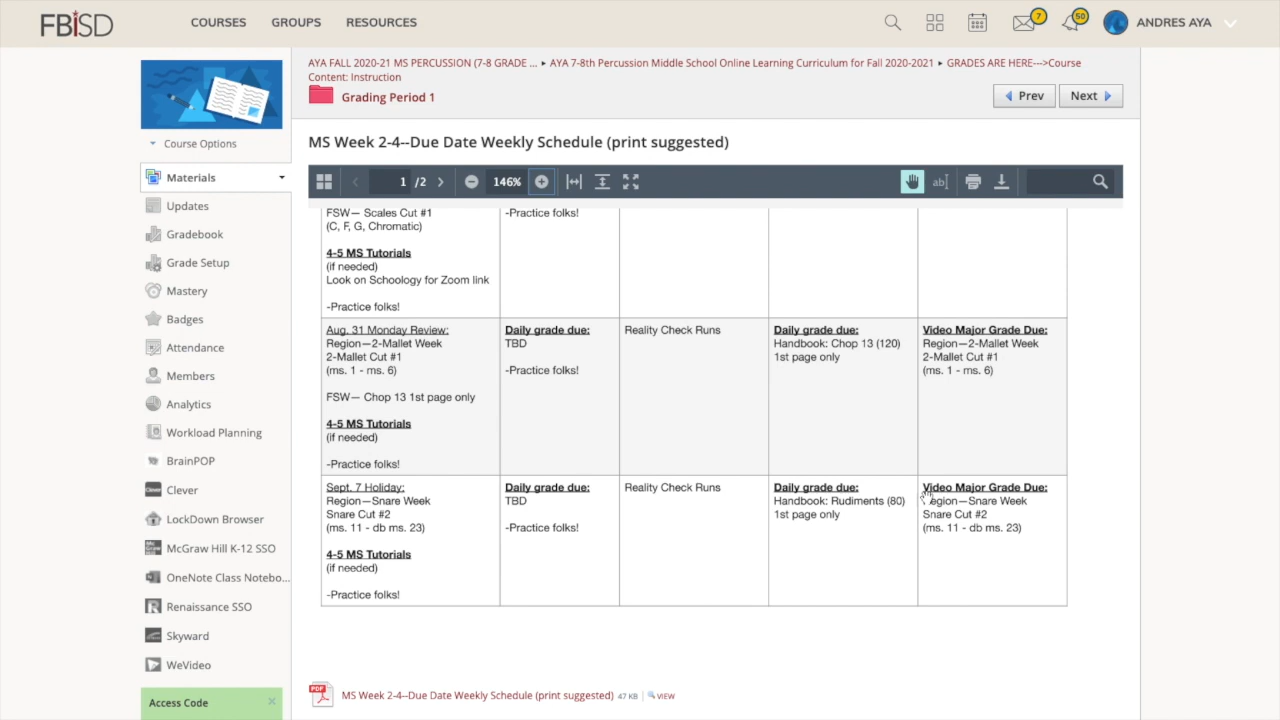 FBISD
COURSES
GROUPS
RESOURCES
7
50
ANDRES AYA
AYA FALL 2020-21 MS PERCUSSION (7-8 GRADE ... ▸ AYA 7-8th Percussion Middle School Online Learning Curriculum for Fall 2020-2021 ▸ GRADES ARE HERE--->Course
Content: Instruction
Grading Period 1
Prev
Next
Course Options
Materials
Updates
Gradebook
Grade Setup
Mastery
Badges
Attendance
Members
Analytics
Workload Planning
BrainPOP
Clever
LockDown Browser
McGraw Hill K-12 SSO
OneNote Class Notebo...
Renaissance SSO
Skyward
WeVideo
Access Code
MS Week 2-4--Due Date Weekly Schedule (print suggested)
1 /2
146%
FSW— Scales Cut #1
(C, F, G, Chromatic)
4-5 MS Tutorials
(if needed)
Look on Schoology for Zoom link
-Practice folks!
-Practice folks!
Aug. 31 Monday Review:
Region—2-Mallet Week
2-Mallet Cut #1
(ms. 1 - ms. 6)
FSW— Chop 13 1st page only
4-5 MS Tutorials
(if needed)
-Practice folks!
Daily grade due:
TBD
-Practice folks!
Reality Check Runs
Daily grade due:
Handbook: Chop 13 (120)
1st page only
Video Major Grade Due:
Region—2-Mallet Week
2-Mallet Cut #1
(ms. 1 - ms. 6)
Sept. 7 Holiday:
Region—Snare Week
Snare Cut #2
(ms. 11 - db ms. 23)
4-5 MS Tutorials
(if needed)
-Practice folks!
Daily grade due:
TBD
-Practice folks!
Reality Check Runs
Daily grade due:
Handbook: Rudiments (80)
1st page only
Video Major Grade Due:
Region—Snare Week
Snare Cut #2
(ms. 11 - db ms. 23)
MS Week 2-4--Due Date Weekly Schedule (print suggested) 47 KB VIEW